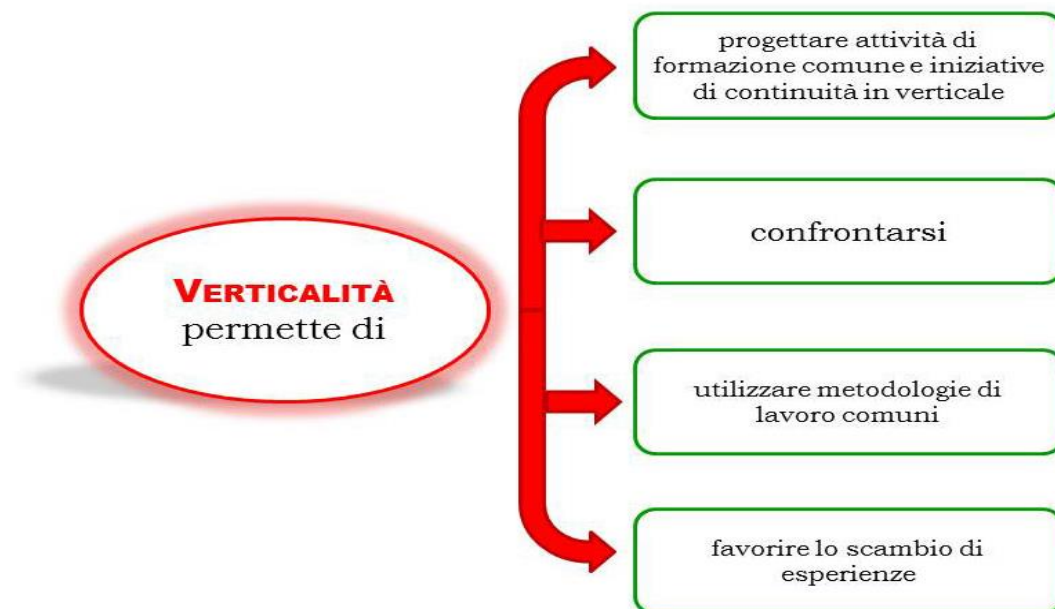 VERTICALITÀ
permette di
progettare attività di
formazione comune e iniziative
di continuità in verticale
confrontarsi
utilizzare metodologie di
lavoro comuni
favorire lo scambio di
esperienze